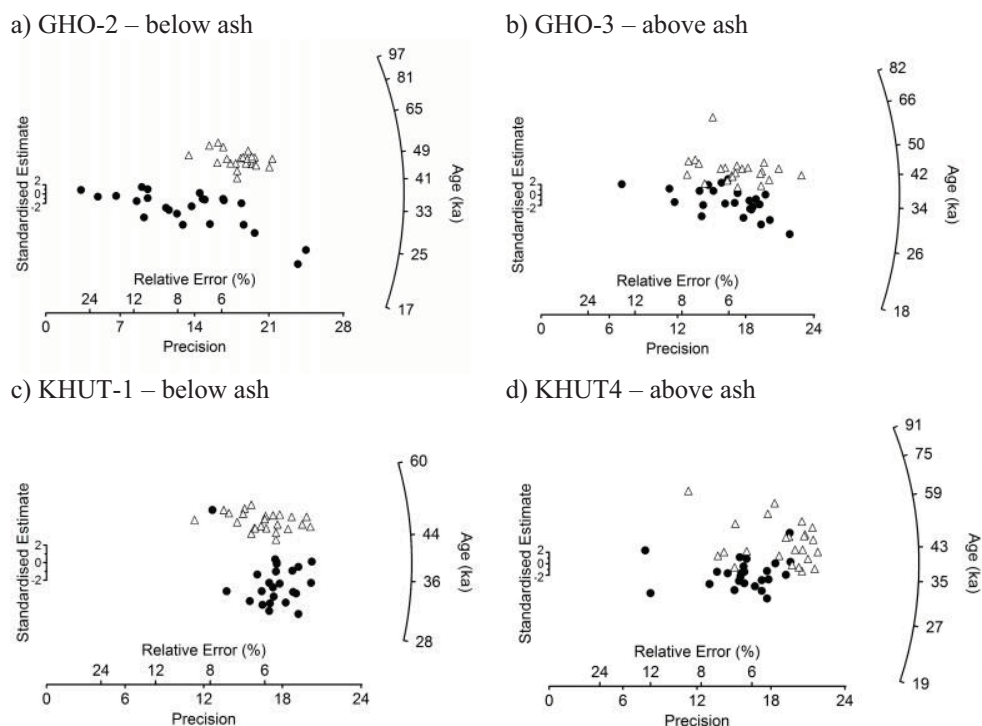 a) GHO-2 – below ash
Standardised Estimate
2
0
-2
97
81
65
49
41
33
25
17
Age (ka)
Relative Error (%)
24 12 8 6
0 7 14 21 28
Precision
b) GHO-3 – above ash
Standardised Estimate
2
0
-2
82
66
50
42
34
26
18
Age (ka)
Relative Error (%)
24 12 8 6
0 12 18 24
Precision
c) KHUT-1 – below ash
Standardised Estimate
2
0
-2
60
44
36
28
Age (ka)
Relative Error (%)
24 12 8 6
0 6 12 18 24
Precision
d) KHUT4 – above ash
Standardised Estimate
2
0
-2
91
75
59
43
35
27
19
Age (ka)
Relative Error (%)
24 12 8 6
0 6 12 18 24
Precision